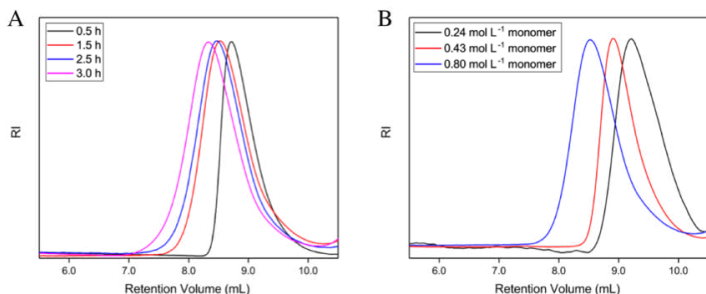 A
0.5 h
1.5 h
2.5 h
3.0 h
RI
6.0 7.0 8.0 9.0 10.0
Retention Volume (mL)
B
0.24 mol L⁻¹ monomer
0.43 mol L⁻¹ monomer
0.80 mol L⁻¹ monomer
RI
6.0 7.0 8.0 9.0 10.0
Retention Volume (mL)